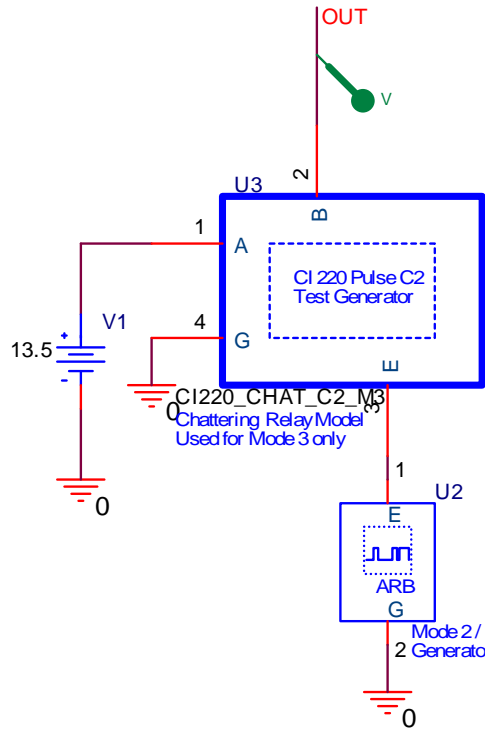 OUT
V
2
U3
B
1
A
CI 220 Pulse C2
Test Generator
V1
4
G
13.5
E
0
CI220_CHAT_C2_M3
3
Chattering Relay Model
Used for Mode 3 only
0
1
U2
E
ARB
G
Mode 2 /
2
Generato
0